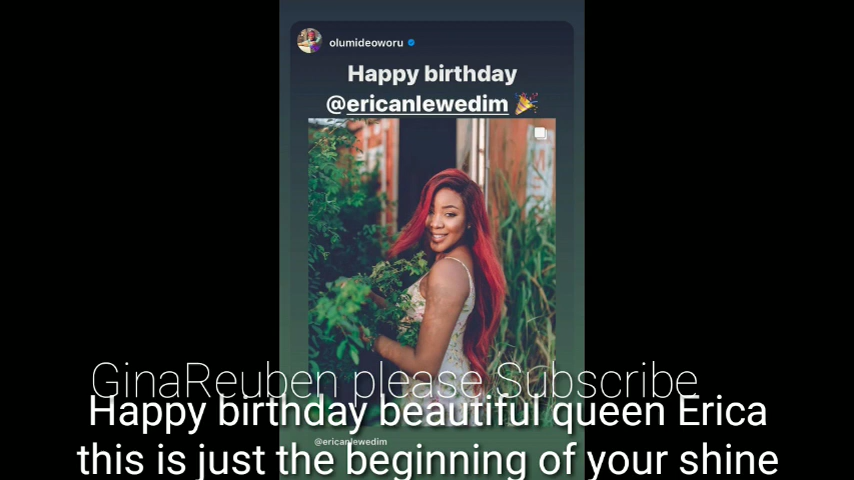 olumideoworu
Happy birthday
@ericanlewedim 🎉
GinaReuben please Subscribe
Happy birthday beautiful queen Erica
@ericanlewedim
this is just the beginning of your shine